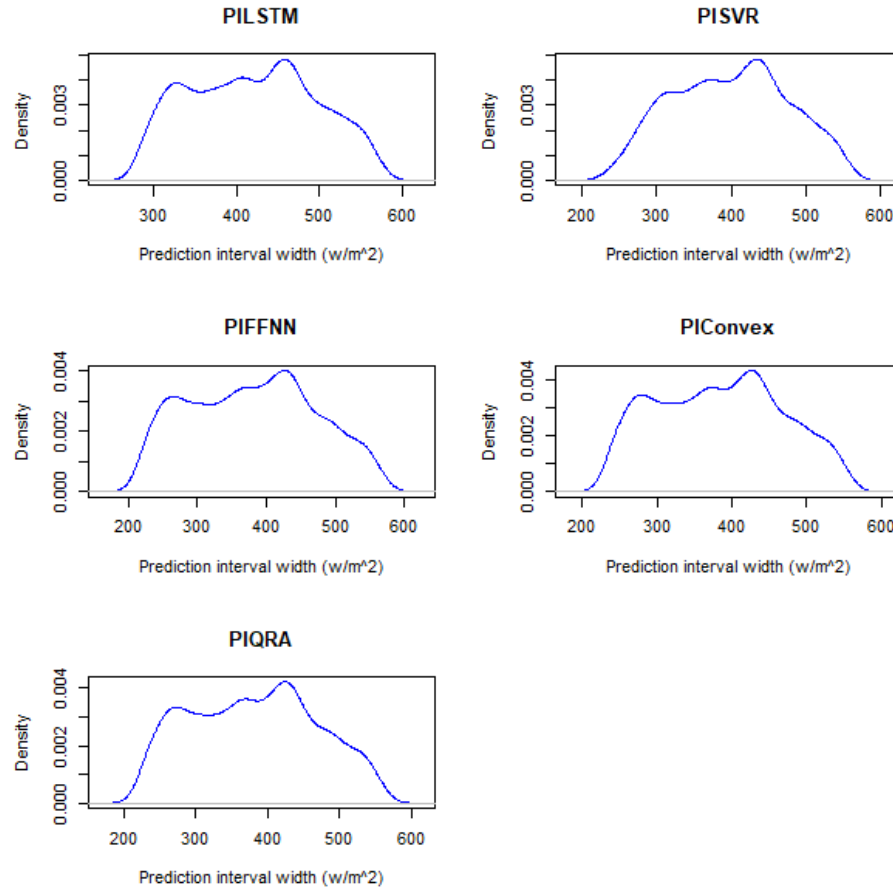 PILSTM
Density
0.000
0.003
300 400 500 600
Prediction interval width (w/m^2)
PISVR
Density
0.000
0.003
200 300 400 500 600
Prediction interval width (w/m^2)
PIFFNN
Density
0.000
0.002
0.004
200 300 400 500 600
Prediction interval width (w/m^2)
PIConvex
Density
0.000
0.002
0.004
200 300 400 500 600
Prediction interval width (w/m^2)
PIQRA
Density
0.000
0.002
0.004
200 300 400 500 600
Prediction interval width (w/m^2)